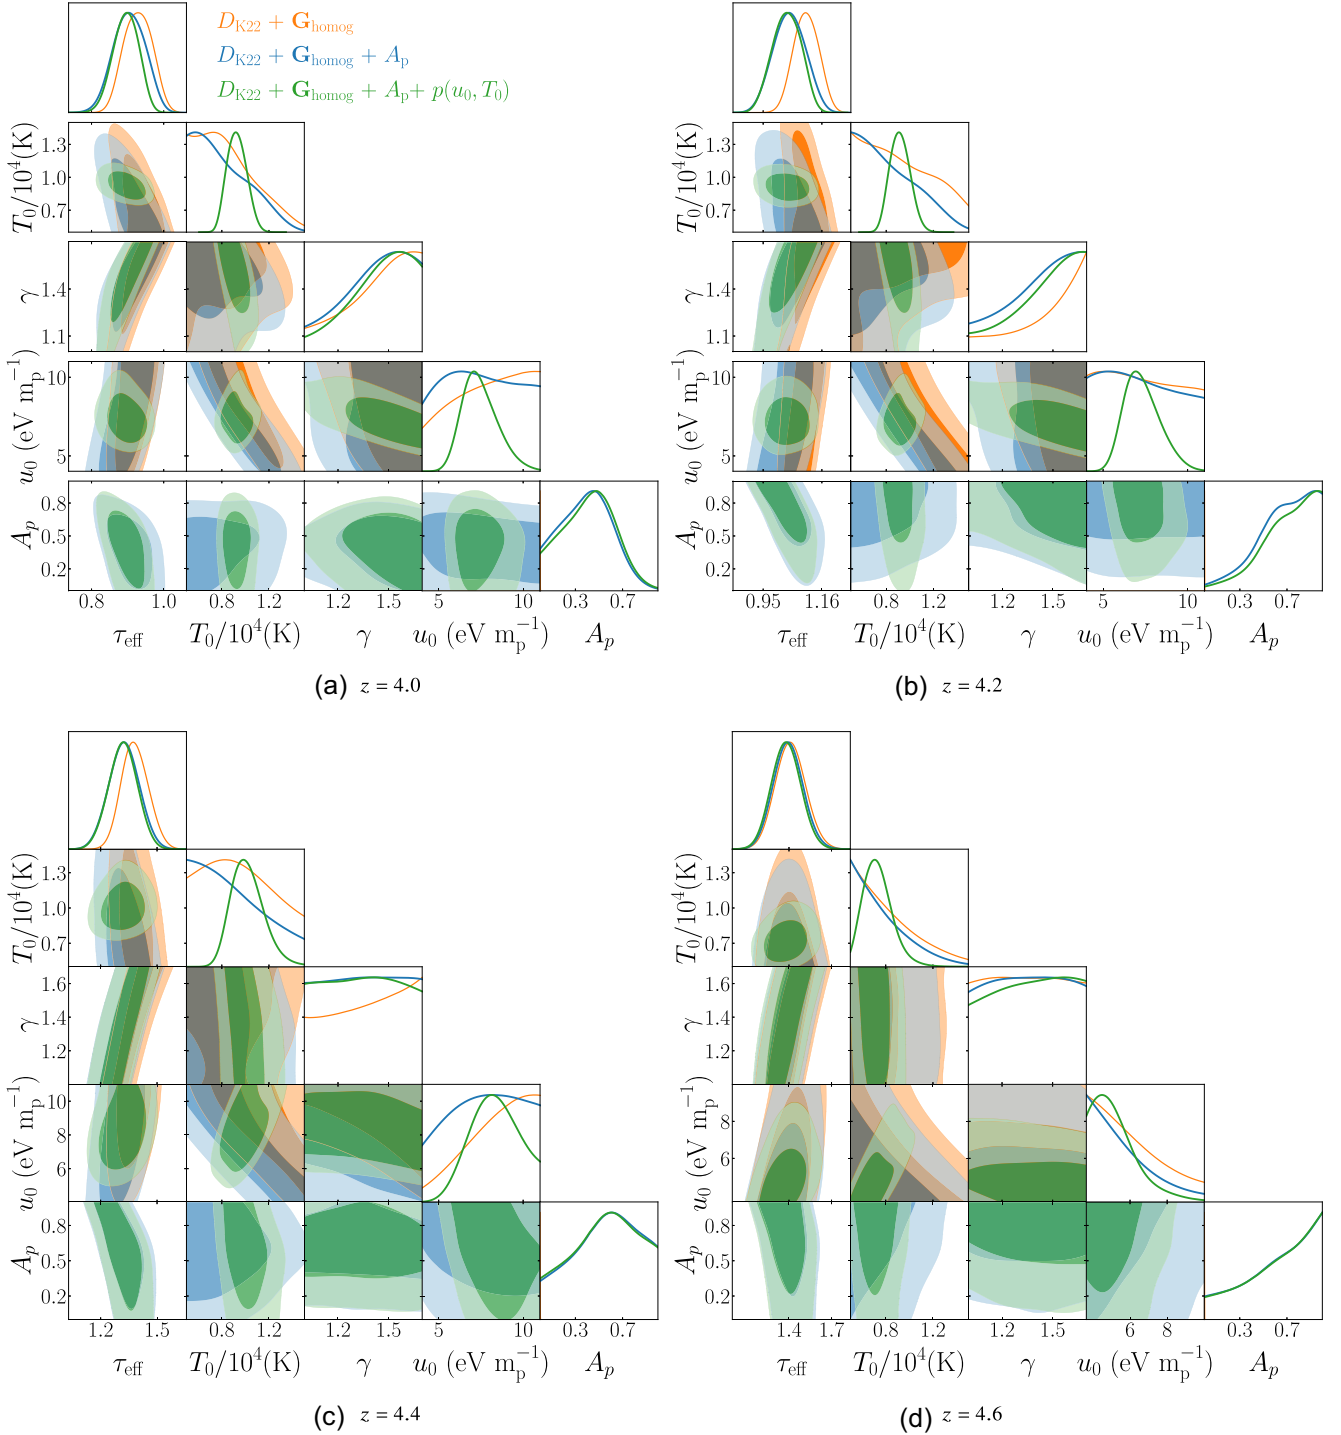 D_K22 + G_homog
D_K22 + G_homog + A_p
D_K22 + G_homog + A_p + p(u_0, T_0)
T_0/10^4(K)
1.3
1.0
0.7
γ
1.4
1.1
u_0 (eV m_p^-1)
10
5
A_p
0.8
0.5
0.2
0.8 1.0 0.8 1.2 1.2 1.5 5 10 0.3 0.7
τ_eff T_0/10^4(K) γ u_0 (eV m_p^-1) A_p
(a) z = 4.0
T_0/10^4(K)
1.3
1.0
0.7
γ
1.4
1.1
u_0 (eV m_p^-1)
10
5
A_p
0.8
0.5
0.2
0.95 1.16 0.8 1.2 1.2 1.5 5 10 0.3 0.7
τ_eff T_0/10^4(K) γ u_0 (eV m_p^-1) A_p
(b) z = 4.2
T_0/10^4(K)
1.3
1.0
0.7
γ
1.6
1.4
1.2
u_0 (eV m_p^-1)
10
8
6
A_p
0.8
0.5
0.2
1.2 1.5 0.8 1.2 1.2 1.5 5 10 0.3 0.7
τ_eff T_0/10^4(K) γ u_0 (eV m_p^-1) A_p
(c) z = 4.4
T_0/10^4(K)
1.3
1.0
0.7
γ
1.6
1.4
1.2
u_0 (eV m_p^-1)
8
6
A_p
0.8
0.5
0.2
1.4 1.7 0.8 1.2 1.2 1.5 6 8 0.3 0.7
τ_eff T_0/10^4(K) γ u_0 (eV m_p^-1) A_p
(d) z = 4.6